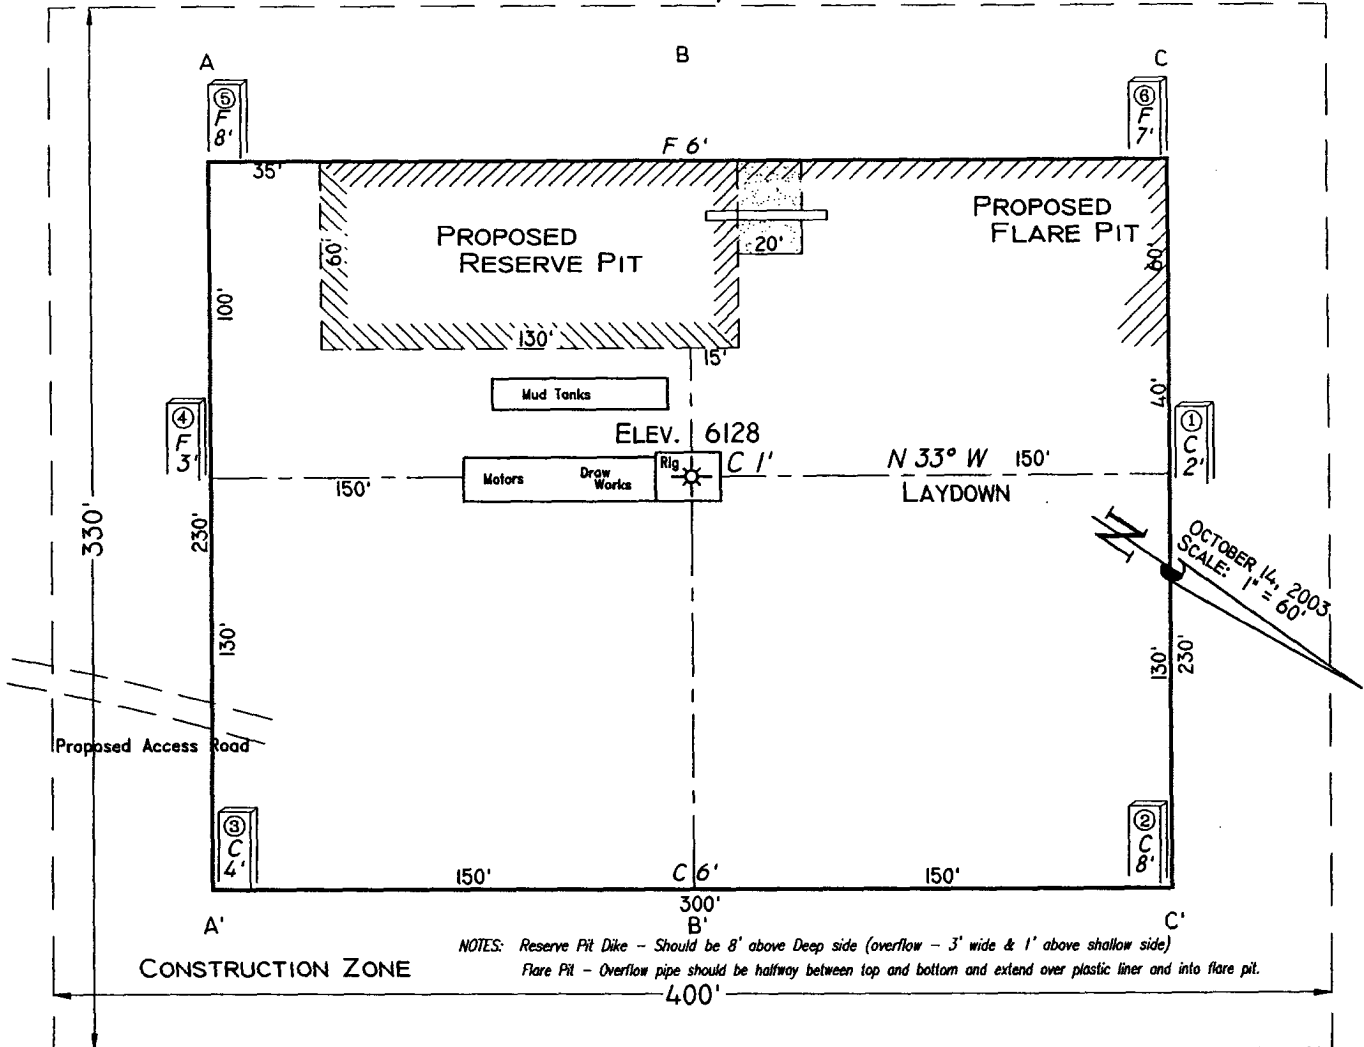 A
B
C
⑤
F
8'
⑥
F
7'
F 6'
35'
PROPOSED
RESERVE PIT
PROPOSED
FLARE PIT
60'
20'
60'
100'
130'
15'
Mud Tanks
40'
④
F
3'
①
C
2'
ELEV. 6128
Rig
C 1'
N 33° W 150'
LAYDOWN
Motors
Draw
Works
150'
330'
230'
N
OCTOBER 14, 2003
SCALE: 1" = 60'
130'
130'
230'
Proposed Access Road
③
C
4'
②
C
8'
150'
C 6'
150'
300'
A'
B'
C'
NOTES: Reserve Pit Dike - Should be 8' above Deep side (overflow - 3' wide & 1' above shallow side)
CONSTRUCTION ZONE
Flare Pit - Overflow pipe should be halfway between top and bottom and extend over plastic liner and into flare pit.
400'